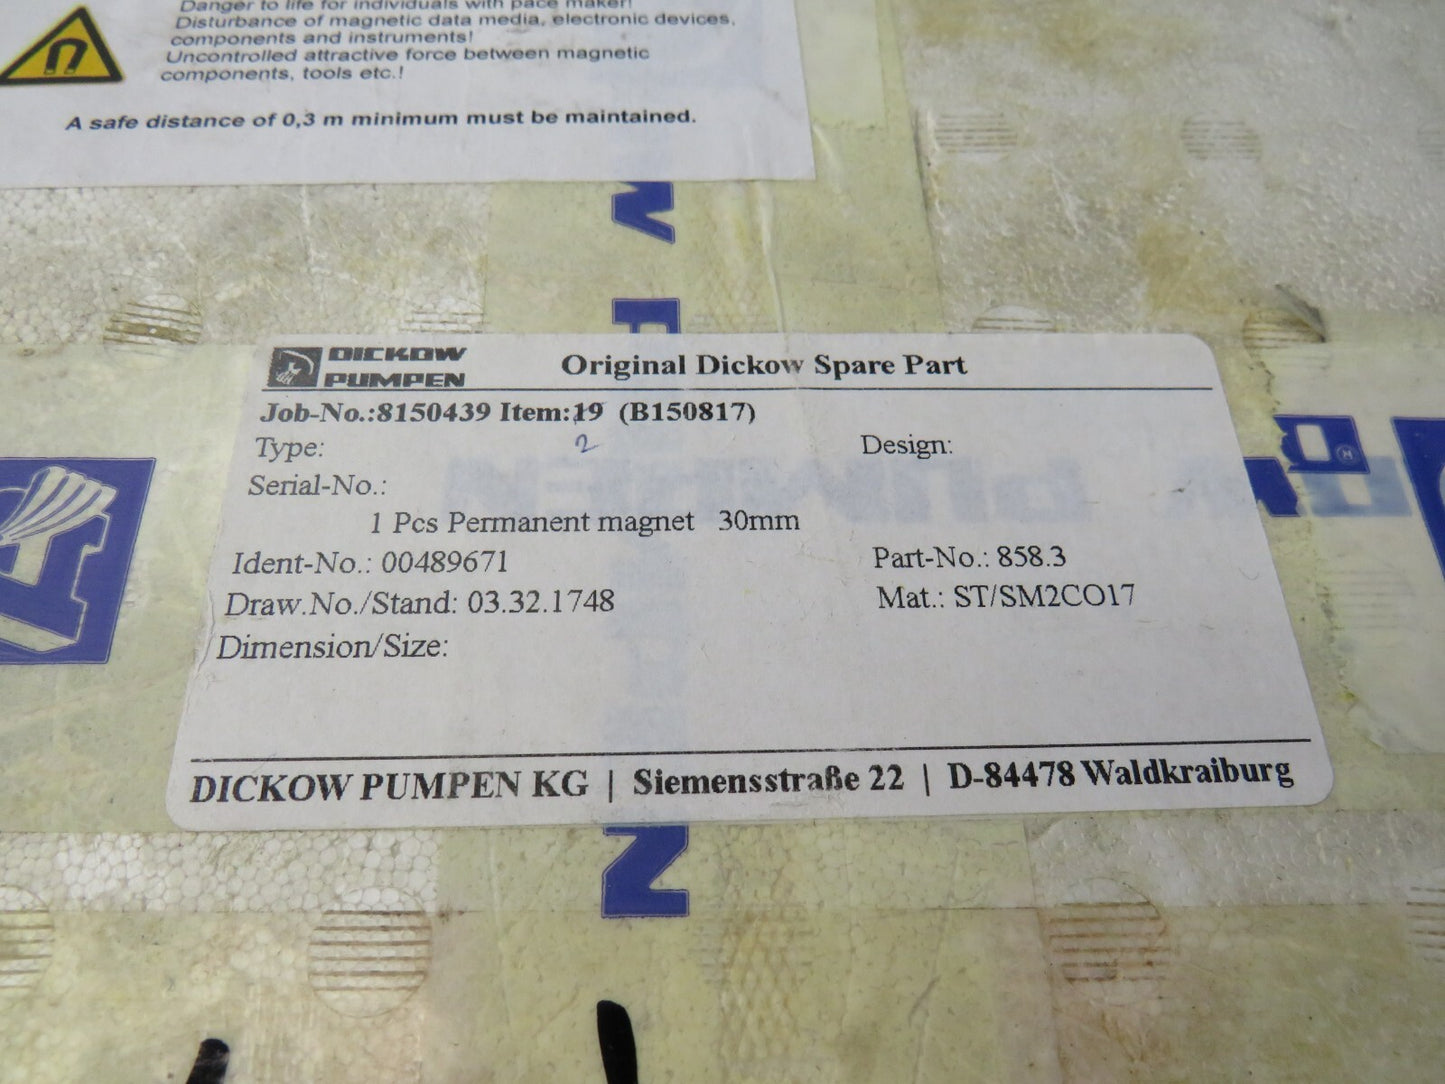 Danger to life for individuals with pace maker!
Disturbance of magnetic data media, electronic devices,
components and instruments!
Uncontrolled attractive force between magnetic
components, tools etc.!
A safe distance of 0,3 m minimum must be maintained.
DICKOW
PUMPEN
Original Dickow Spare Part
Job-No.:8150439 Item:19 (B150817)
2
Type:
Design:
Serial-No.:
1 Pcs Permanent magnet 30mm
Ident-No.: 00489671
Part-No.: 858.3
Draw.No./Stand: 03.32.1748
Mat.: ST/SM2CO17
Dimension/Size:
DICKOW PUMPEN KG | Siemensstraße 22 | D-84478 Waldkraiburg